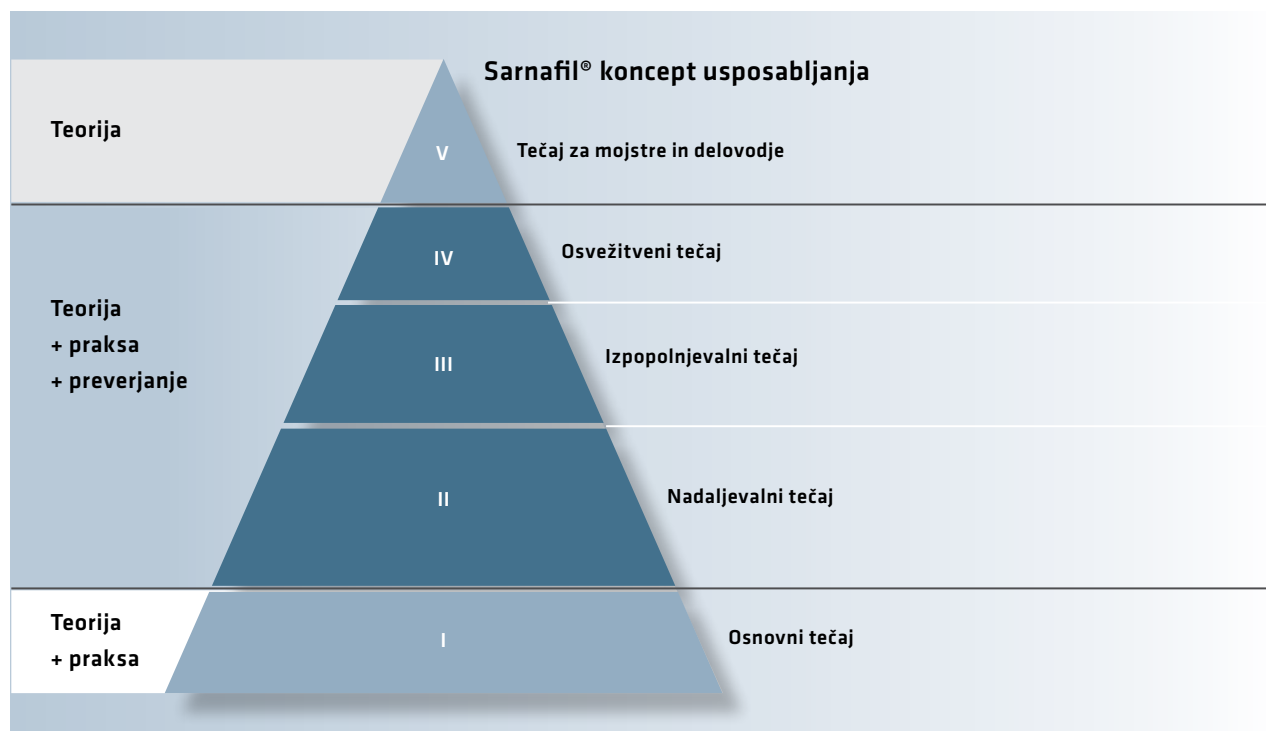 Sarnafil® koncept usposabljanja
Teorija
V
Tečaj za mojstre in delovodje
IV
Osvežitveni tečaj
Teorija
+ praksa
+ preverjanje
III
Izpopolnjevalni tečaj
II
Nadaljevalni tečaj
Teorija
+ praksa
I
Osnovni tečaj